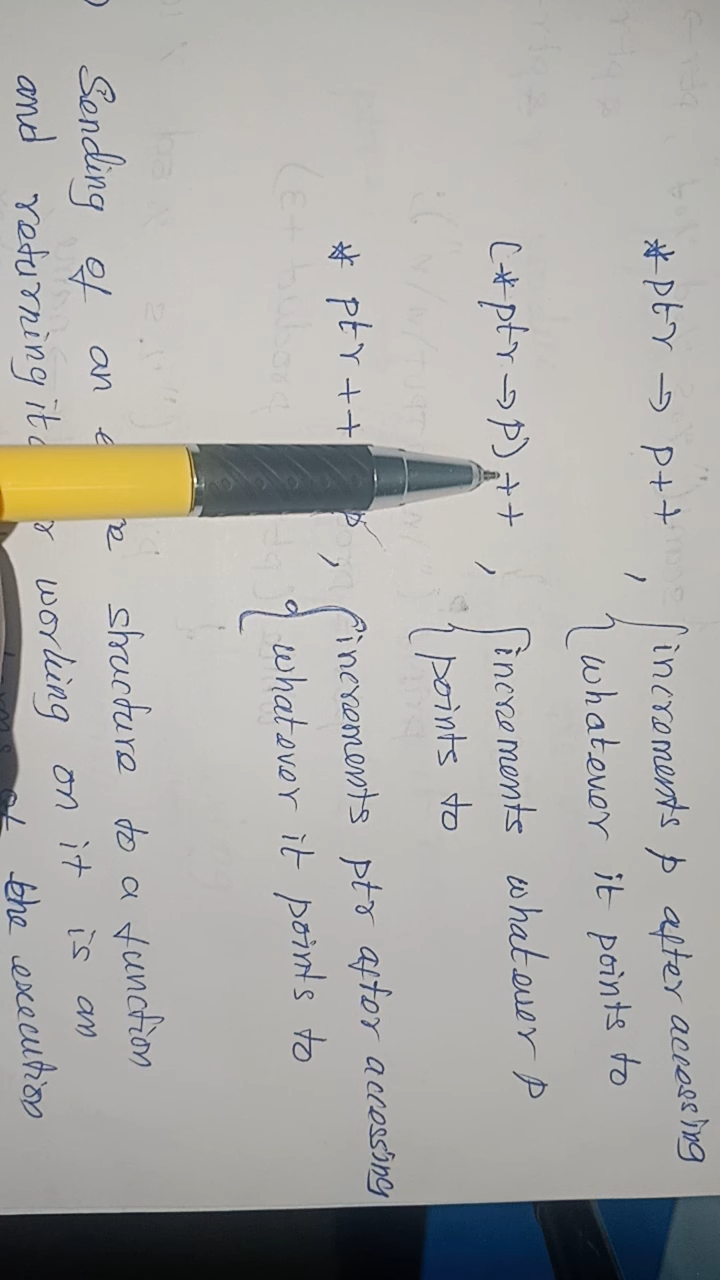 *ptr → p++ , { increments p after accessing
whatever it points to
(*ptr → p)++ , { increments whatever p
points to
* ptr++ p , { increments ptr after accessing
whatever it points to
Sending of an structure to a function
and returning it working on it is an
of the execution